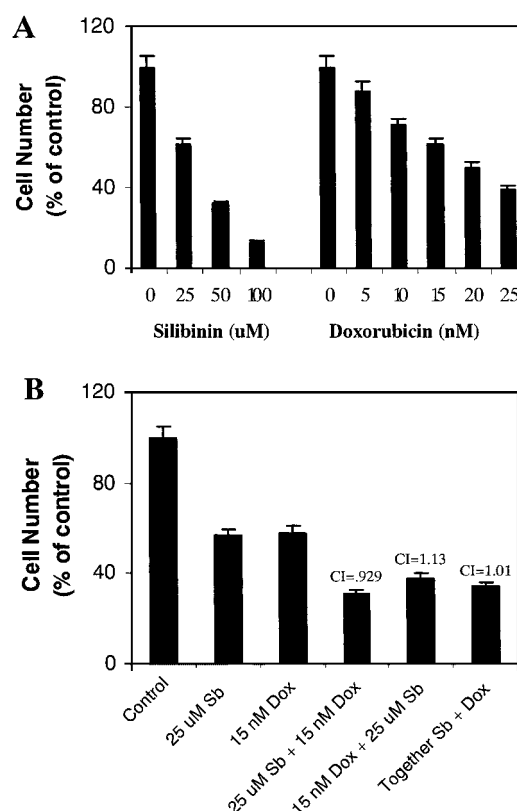 A
Cell Number
(% of control)
120
80
40
0
0 25 50 100 0 5 10 15 20 25
Silibinin (uM) Doxorubicin (nM)
B
Cell Number
(% of control)
120
80
40
0
CI=.929
CI=1.13
CI=1.01
Control
25 uM Sb
15 nM Dox
25 uM Sb + 15 nM Dox
15 nM Dox + 25 uM Sb
Together Sb + Dox